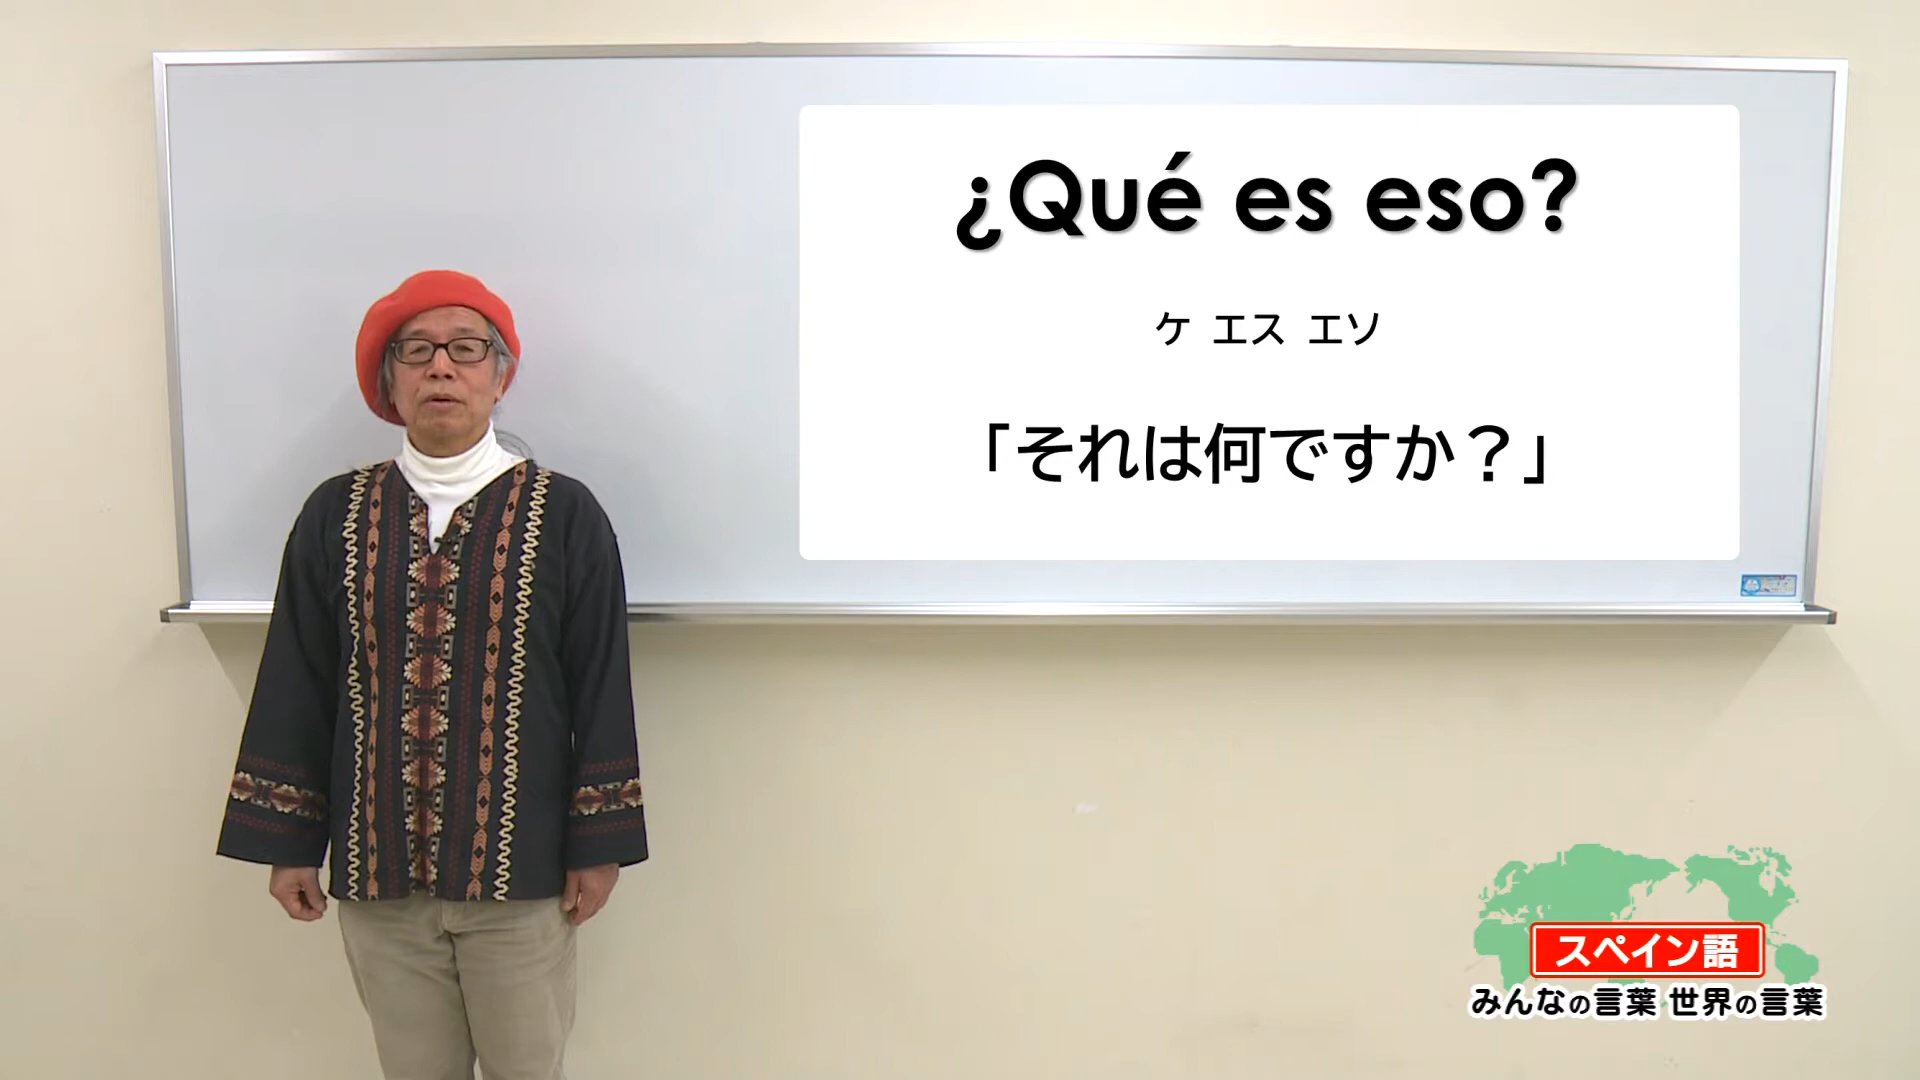 ¿Qué es eso?
ケ エス エソ
「それは何ですか？」
スペイン語
みんなの言葉 世界の言葉